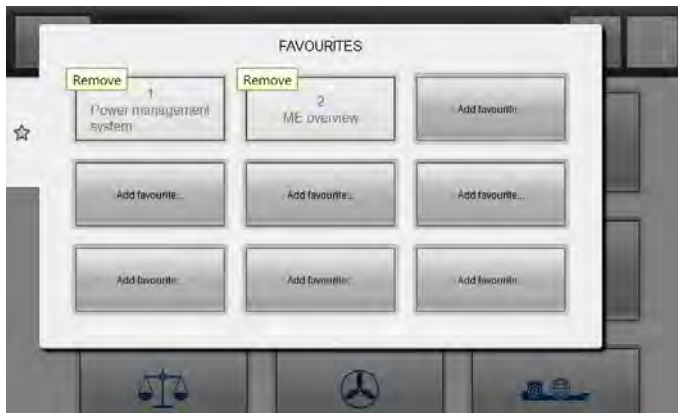 FAVOURITES
Remove
Remove
1
Power management
system
2
ME overview
Add favourite...
Add favourite...
Add favourite...
Add favourite...
Add favourite...
Add favourite...
Add favourite...